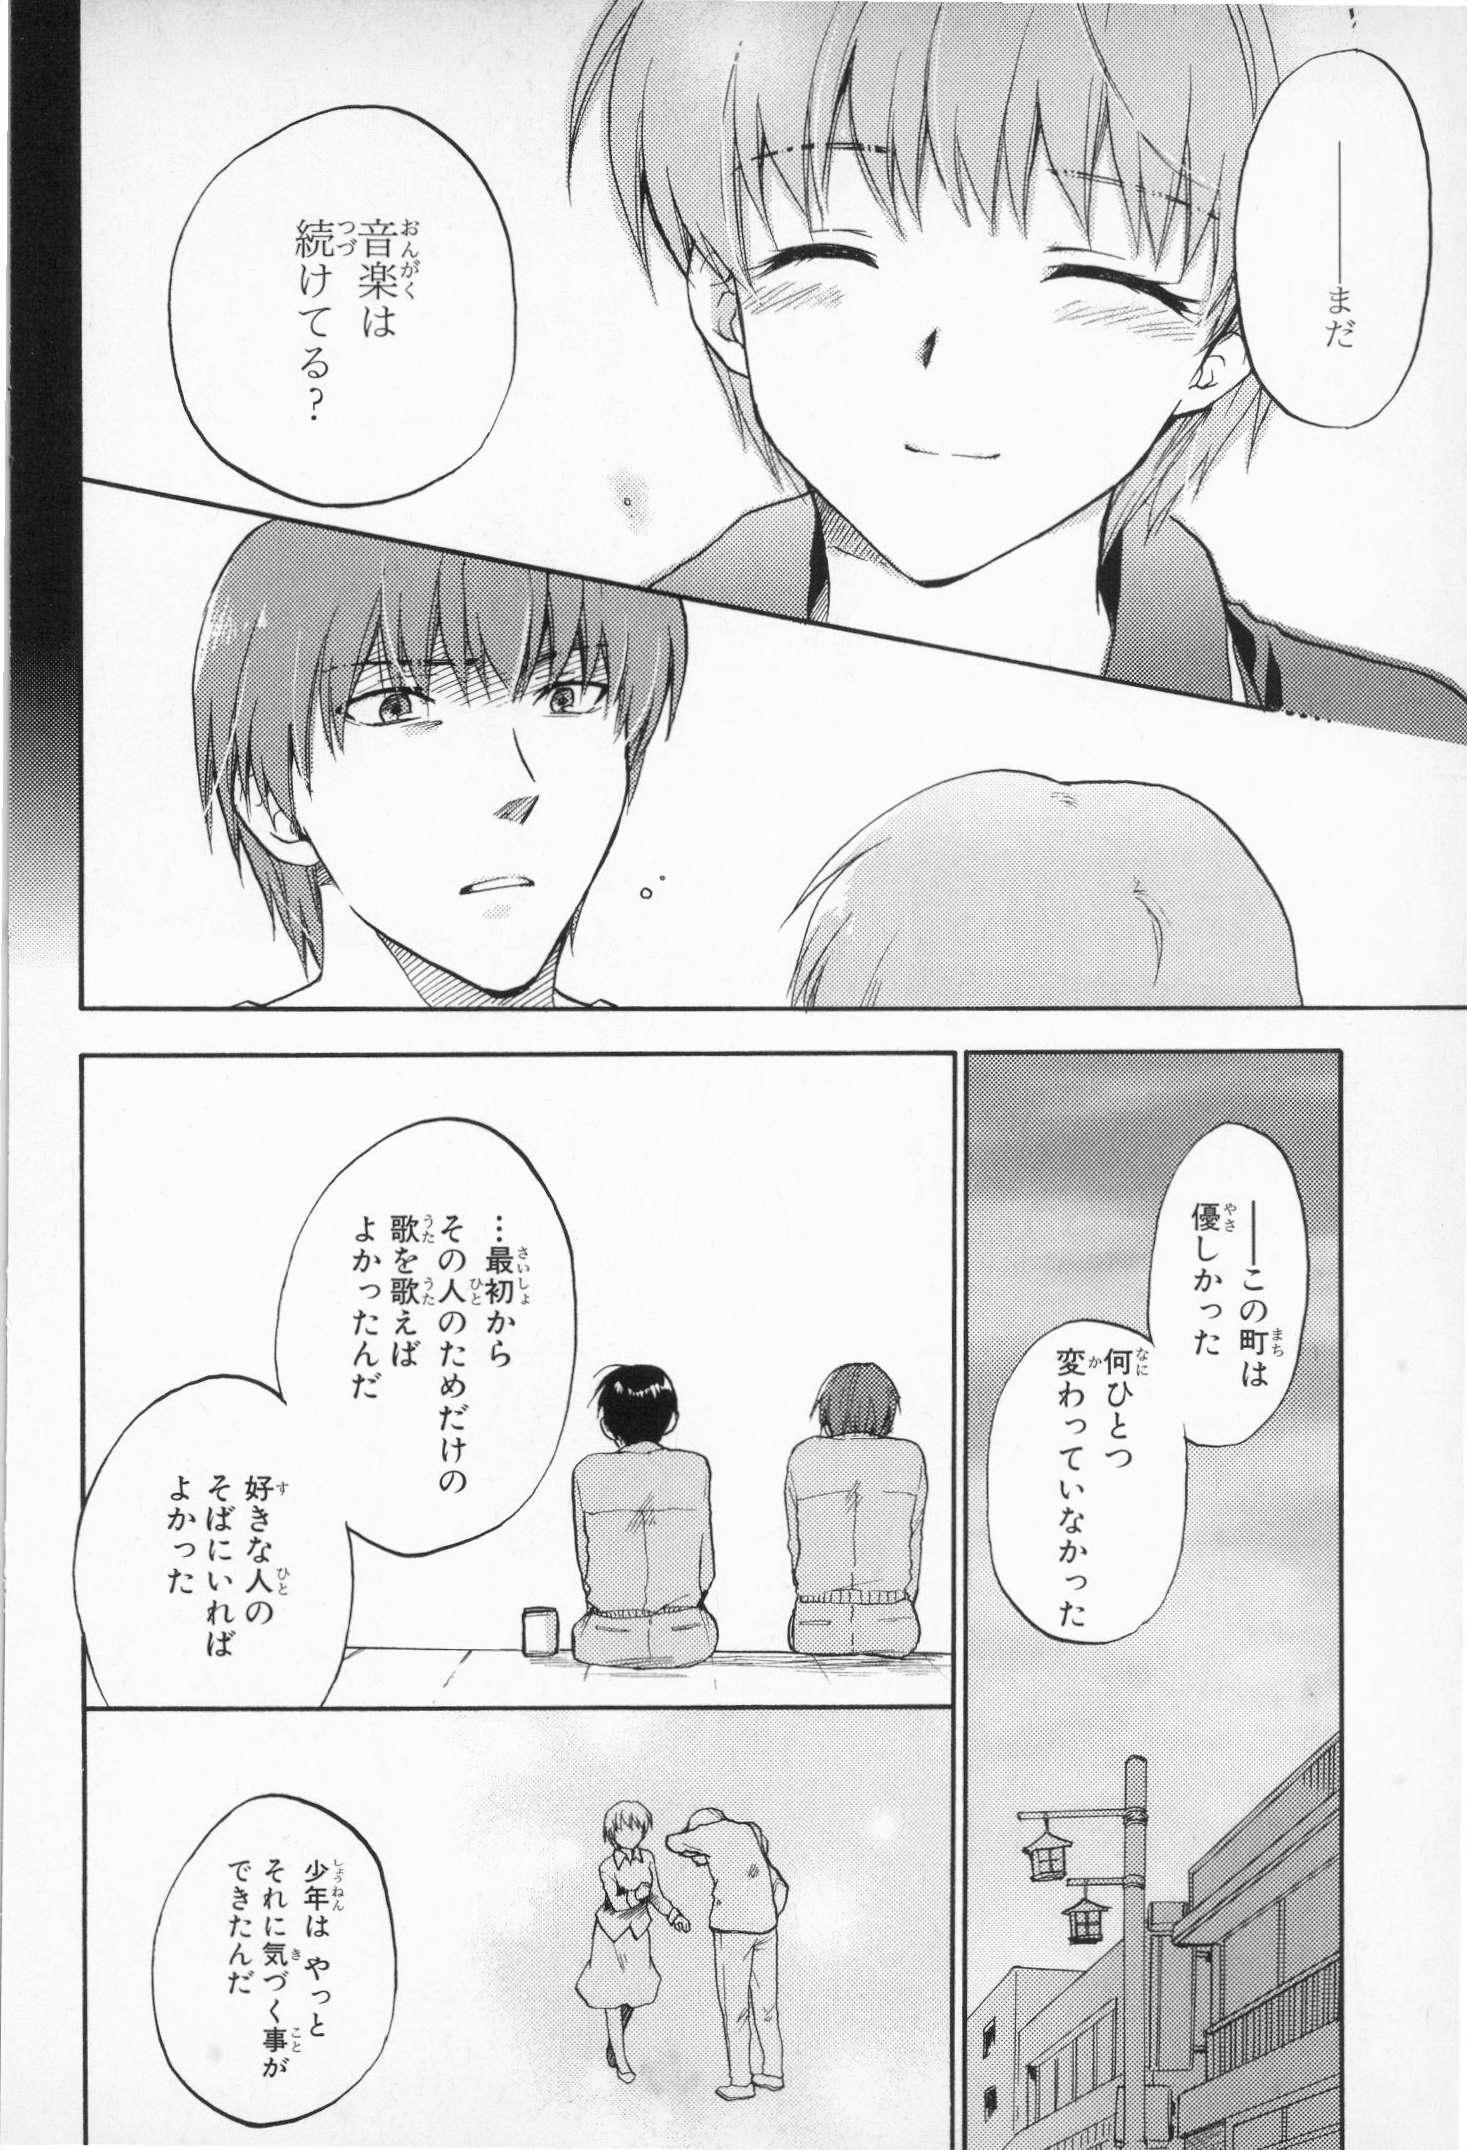 ――まだ
音楽は
続けてる?
――この町は
優しかった
何ひとつ
変わっていなかった
…最初から
その人のためだけの
歌を歌えば
よかったんだ
好きな人の
そばにいれば
よかった
少年は やっと
それに気づく事が
できたんだ